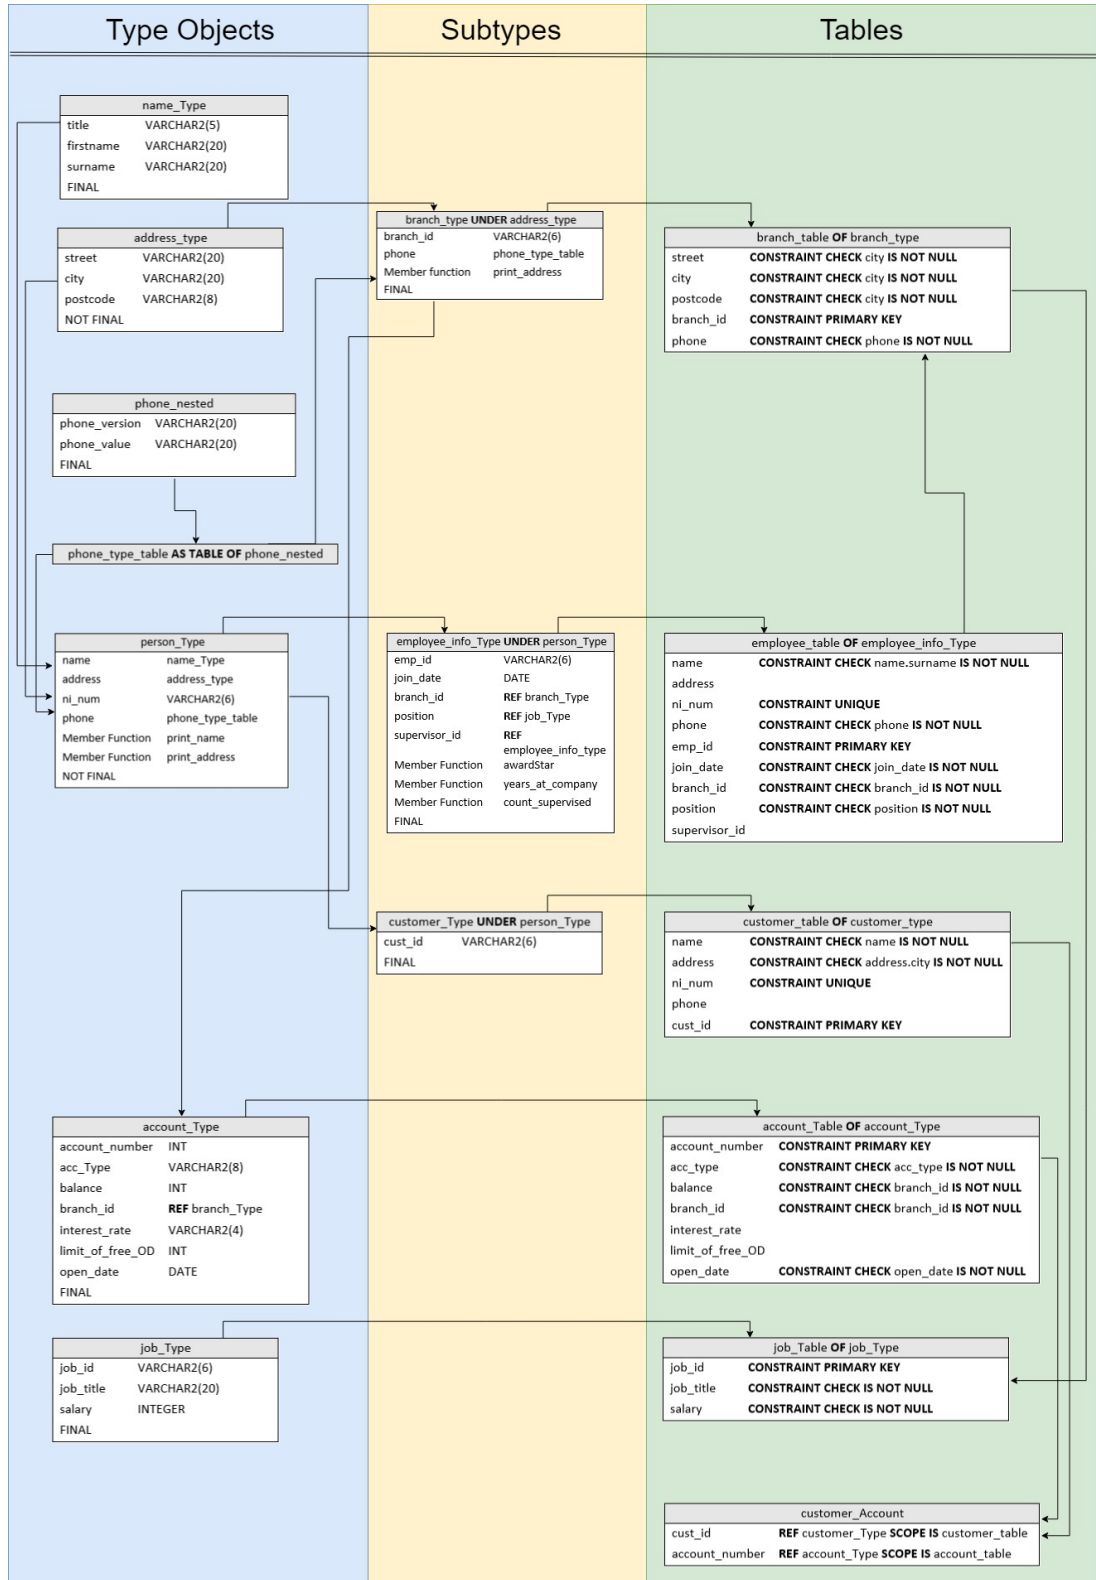 Type Objects
Subtypes
Tables
name_Type
title VARCHAR2(5)
firstname VARCHAR2(20)
surname VARCHAR2(20)
FINAL
address_type
street VARCHAR2(20)
city VARCHAR2(20)
postcode VARCHAR2(8)
NOT FINAL
branch_type UNDER address_type
branch_id VARCHAR2(6)
phone phone_type_table
Member function print_address
FINAL
branch_table OF branch_type
street CONSTRAINT CHECK city IS NOT NULL
city CONSTRAINT CHECK city IS NOT NULL
postcode CONSTRAINT CHECK city IS NOT NULL
branch_id CONSTRAINT PRIMARY KEY
phone CONSTRAINT CHECK phone IS NOT NULL
phone_nested
phone_version VARCHAR2(20)
phone_value VARCHAR2(20)
FINAL
phone_type_table AS TABLE OF phone_nested
person_Type
name name_Type
address address_type
ni_num VARCHAR2(6)
phone phone_type_table
Member Function print_name
Member Function print_address
NOT FINAL
employee_info_Type UNDER person_Type
emp_id VARCHAR2(6)
join_date DATE
branch_id REF branch_Type
position REF job_Type
supervisor_id REF
employee_info_type
Member Function awardStar
Member Function years_at_company
Member Function count_supervised
FINAL
employee_table OF employee_info_Type
name CONSTRAINT CHECK name.surname IS NOT NULL
address
ni_num CONSTRAINT UNIQUE
phone CONSTRAINT CHECK phone IS NOT NULL
emp_id CONSTRAINT PRIMARY KEY
join_date CONSTRAINT CHECK join_date IS NOT NULL
branch_id CONSTRAINT CHECK branch_id IS NOT NULL
position CONSTRAINT CHECK position IS NOT NULL
supervisor_id
customer_Type UNDER person_Type
cust_id VARCHAR2(6)
FINAL
customer_table OF customer_type
name CONSTRAINT CHECK name IS NOT NULL
address CONSTRAINT CHECK address.city IS NOT NULL
ni_num CONSTRAINT UNIQUE
phone
cust_id CONSTRAINT PRIMARY KEY
account_Type
account_number INT
acc_Type VARCHAR2(8)
balance INT
branch_id REF branch_Type
interest_rate VARCHAR2(4)
limit_of_free_OD INT
open_date DATE
FINAL
account_Table OF account_Type
account_number CONSTRAINT PRIMARY KEY
acc_type CONSTRAINT CHECK acc_type IS NOT NULL
balance CONSTRAINT CHECK branch_id IS NOT NULL
branch_id CONSTRAINT CHECK branch_id IS NOT NULL
interest_rate
limit_of_free_OD
open_date CONSTRAINT CHECK open_date IS NOT NULL
job_Type
job_id VARCHAR2(6)
job_title VARCHAR2(20)
salary INTEGER
FINAL
job_Table OF job_Type
job_id CONSTRAINT PRIMARY KEY
job_title CONSTRAINT CHECK IS NOT NULL
salary CONSTRAINT CHECK IS NOT NULL
customer_Account
cust_id REF customer_Type SCOPE IS customer_table
account_number REF account_Type SCOPE IS account_table